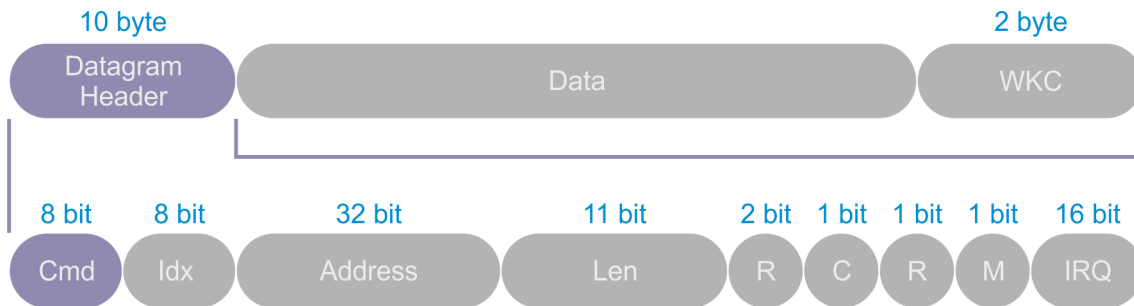 10 byte 2 byte
Datagram
Header
Data WKC
8 bit 8 bit 32 bit 11 bit 2 bit 1 bit 1 bit 1 bit 16 bit
Cmd Idx Address Len R C R M IRQ